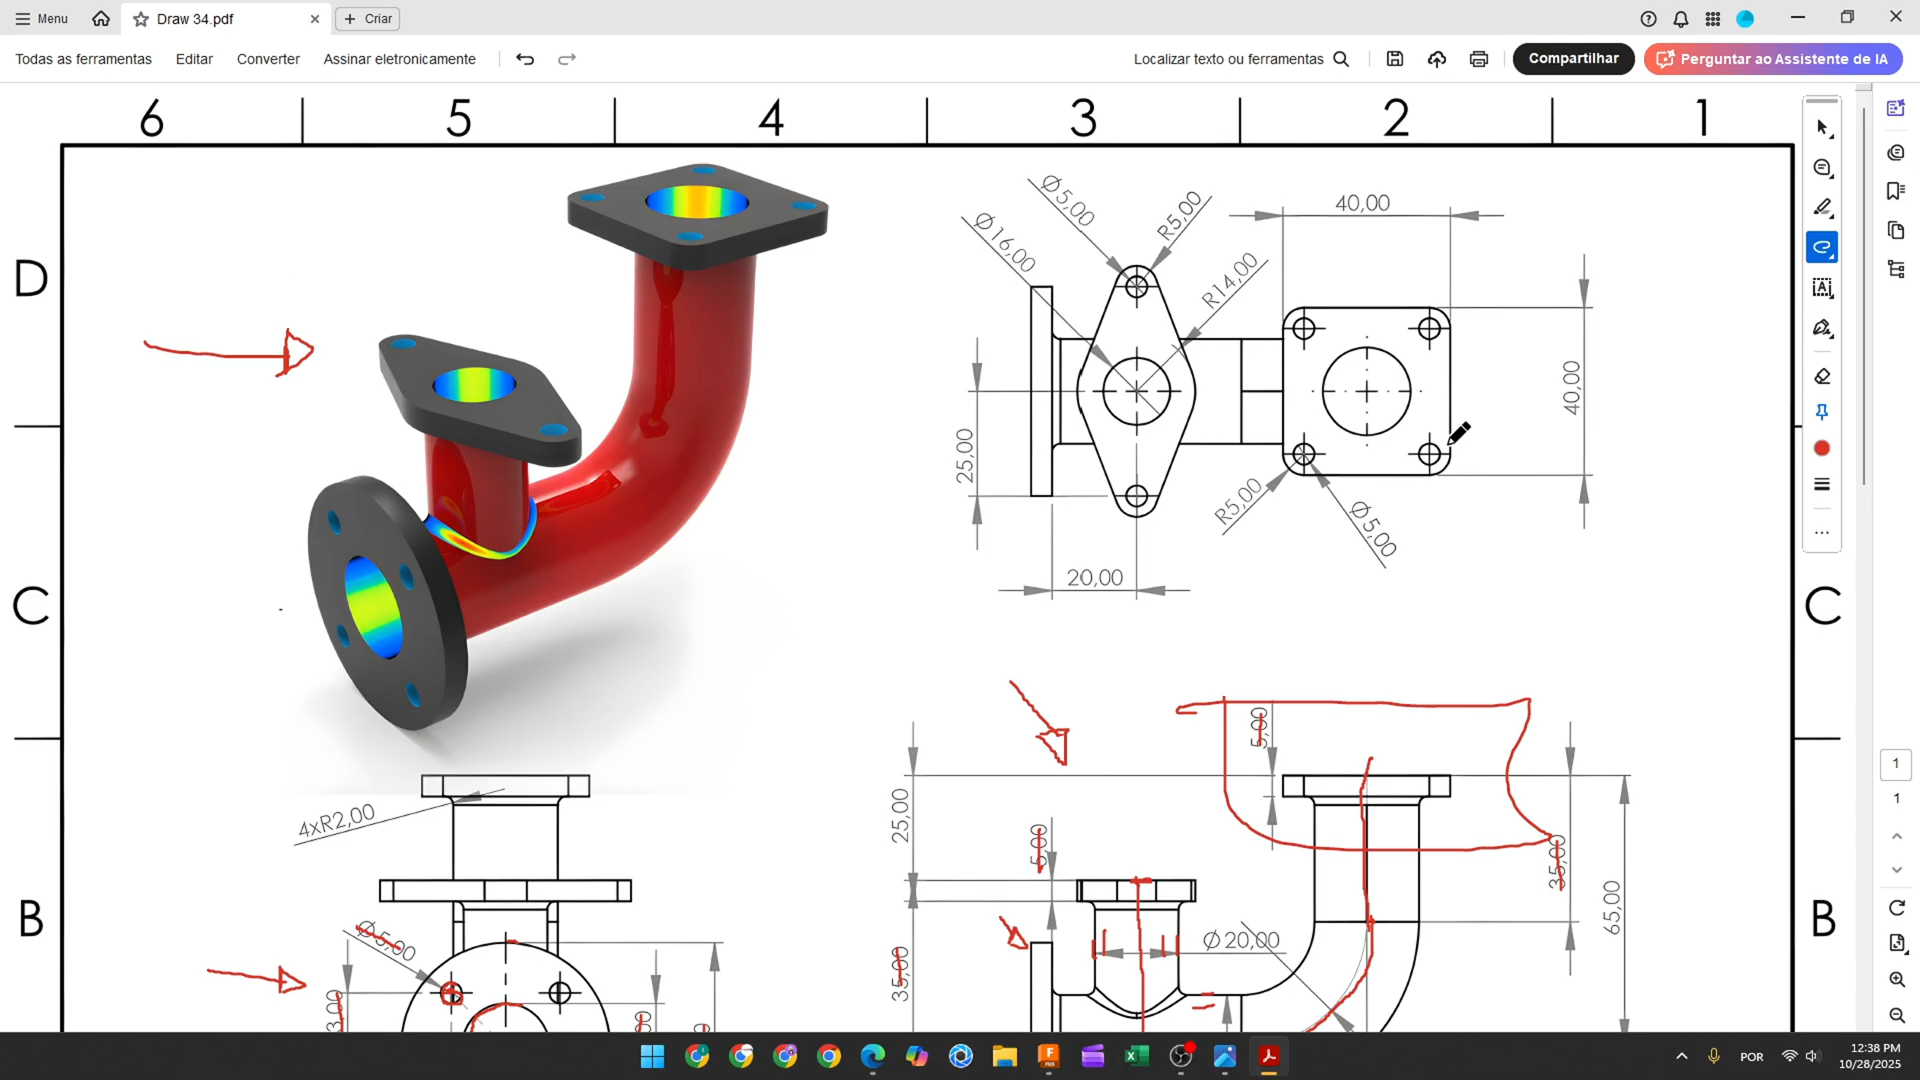 Menu
Draw 34.pdf
Criar
Todas as ferramentas
Editar
Converter
Assinar eletronicamente
Localizar texto ou ferramentas
Compartilhar
Perguntar ao Assistente de IA
6 5 4 3 2 1
D
C
B
C
B
Ø5,00
R5,00
Ø16,00
R14,00
40,00
40,00
25,00
R5,00
Ø5,00
20,00
4xR2,00
Ø5,00
5,00
25,00
5,00
35,00
65,00
35,00
Ø20,00
1
1
POR
12:38 PM
10/28/2025